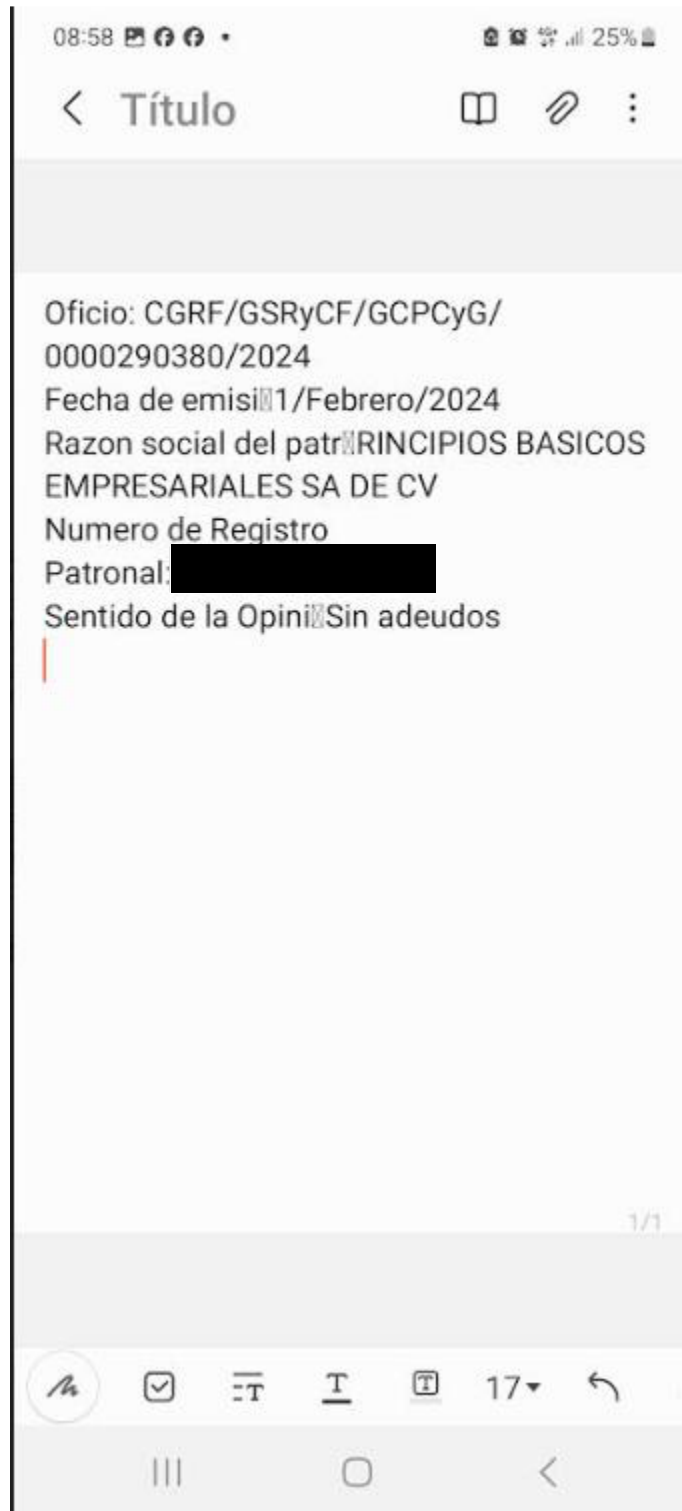 08:58
25%
Título
Oficio: CGRF/GSRyCF/GCPCyG/
0000290380/2024
Fecha de emisi1/Febrero/2024
Razon social del patrRINCIPIOS BASICOS
EMPRESARIALES SA DE CV
Numero de Registro
Patronal:
Sentido de la OpiniSin adeudos
1/1
17